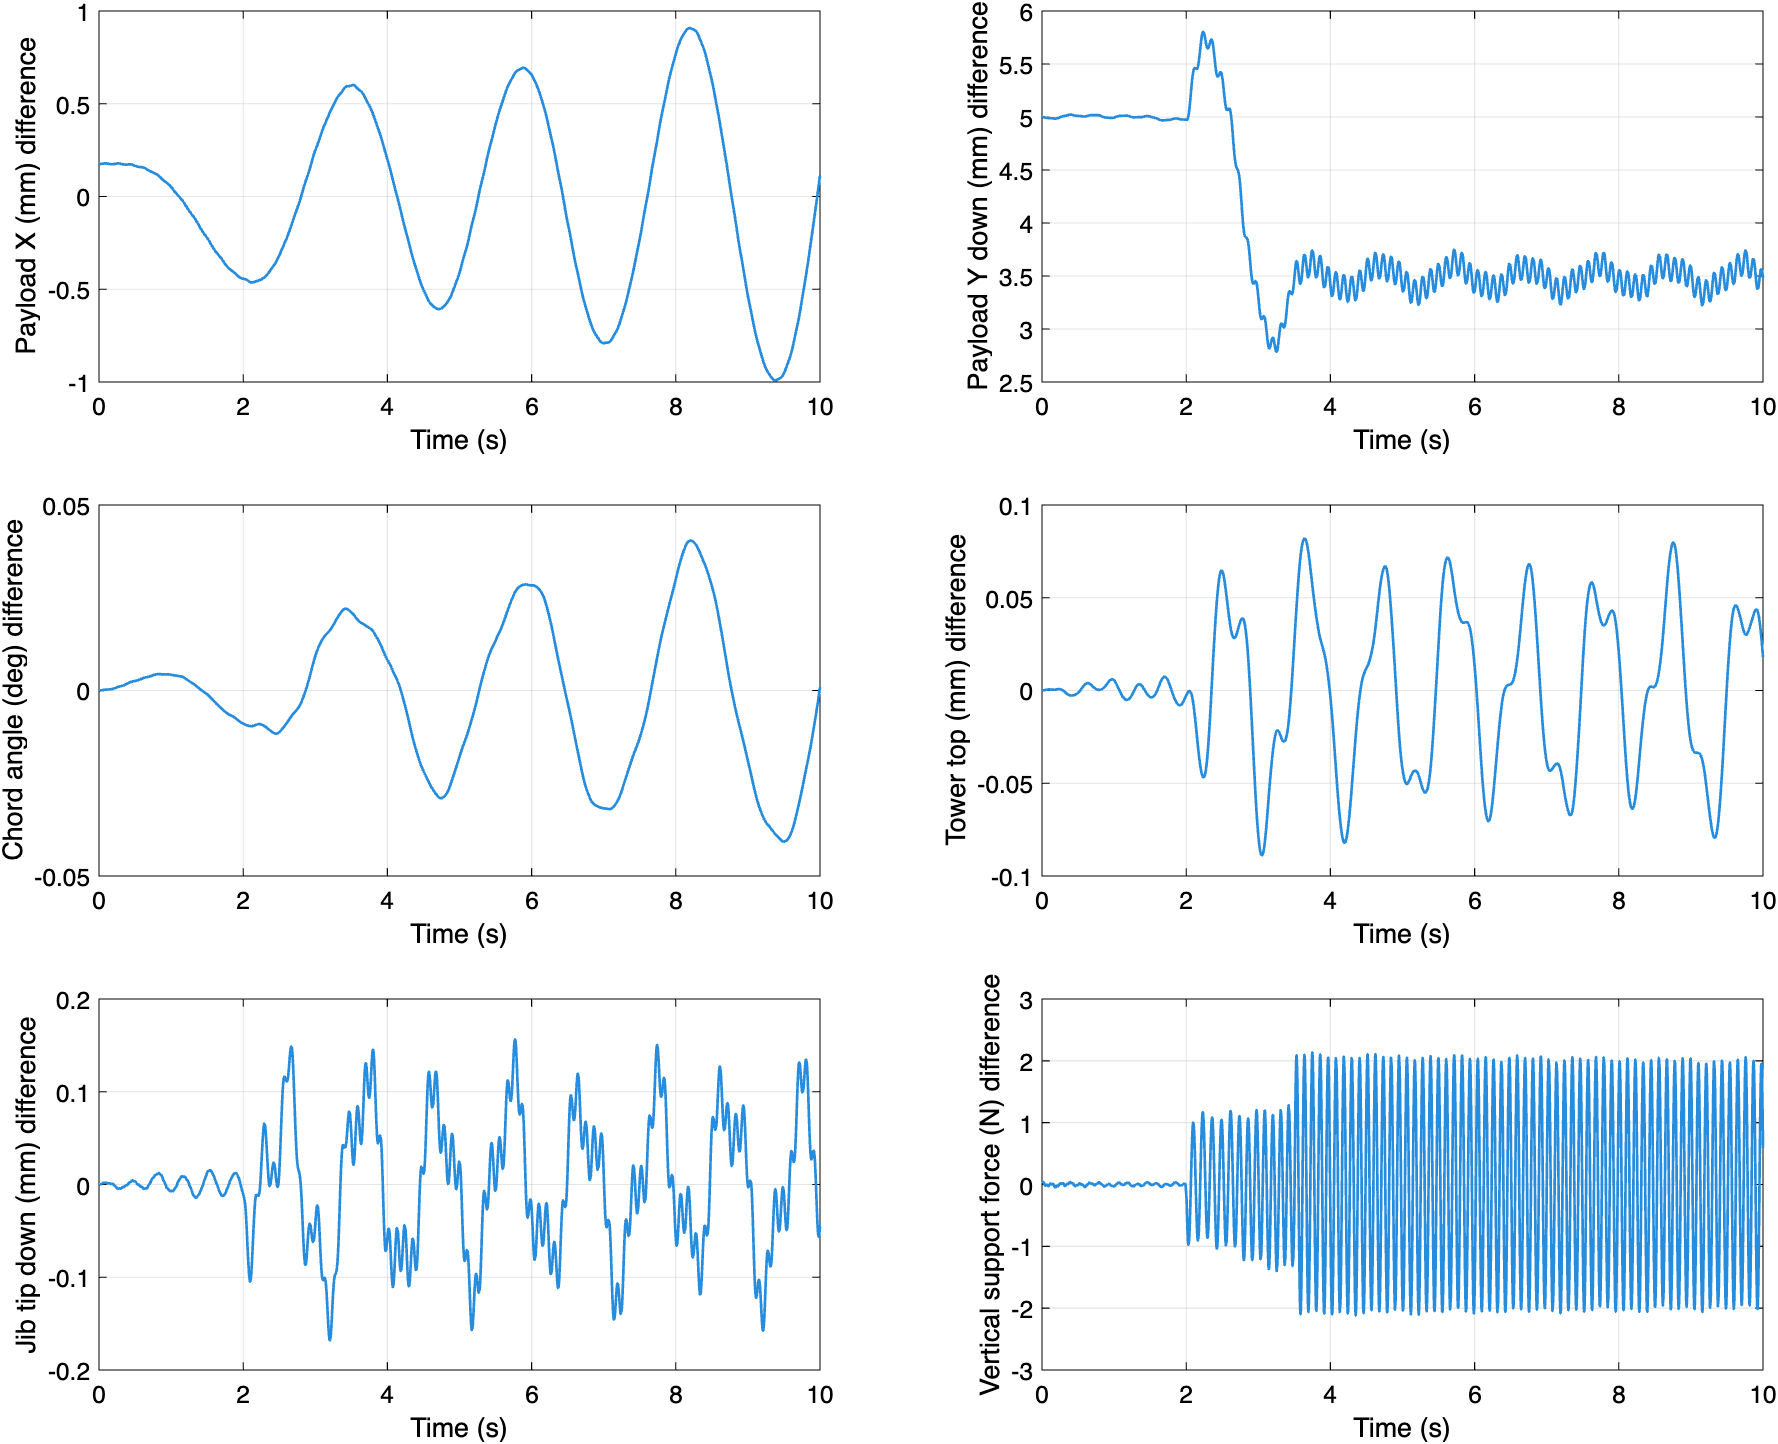 Payload X (mm) difference
1
0.5
0
-0.5
-1
0 2 4 6 8 10
Time (s)
Payload Y down (mm) difference
6
5.5
5
4.5
4
3.5
3
2.5
0 2 4 6 8 10
Time (s)
Chord angle (deg) difference
0.05
0
-0.05
0 2 4 6 8 10
Time (s)
Tower top (mm) difference
0.1
0.05
0
-0.05
-0.1
0 2 4 6 8 10
Time (s)
Jib tip down (mm) difference
0.2
0.1
0
-0.1
-0.2
0 2 4 6 8 10
Time (s)
Vertical support force (N) difference
3
2
1
0
-1
-2
-3
0 2 4 6 8 10
Time (s)